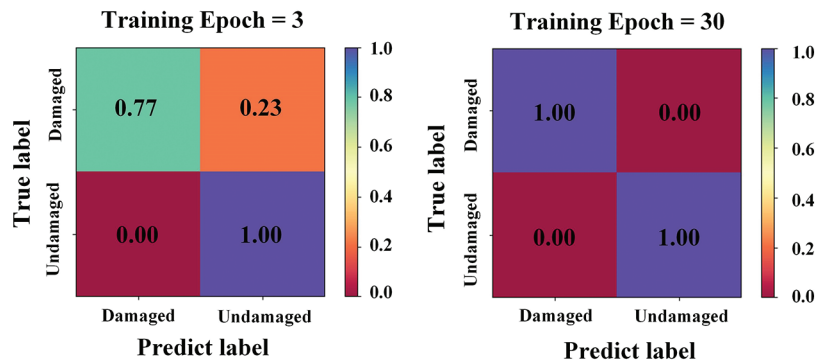 Training Epoch = 3
True label
Damaged
Undamaged
0.77 0.23
0.00 1.00
Damaged Undamaged
Predict label
1.0
0.8
0.6
0.4
0.2
0.0
Training Epoch = 30
True label
Damaged
Undamaged
1.00 0.00
0.00 1.00
Damaged Undamaged
Predict label
1.0
0.8
0.6
0.4
0.2
0.0